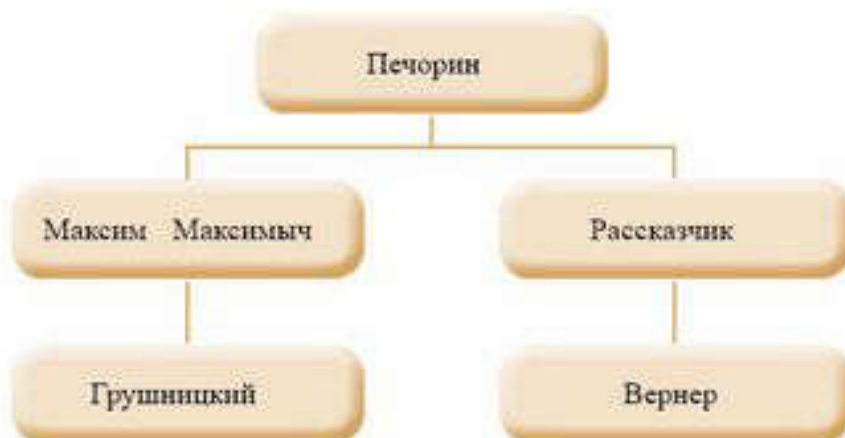 Печорин
Максим Максимыч
Рассказчик
Грушницкий
Вернер